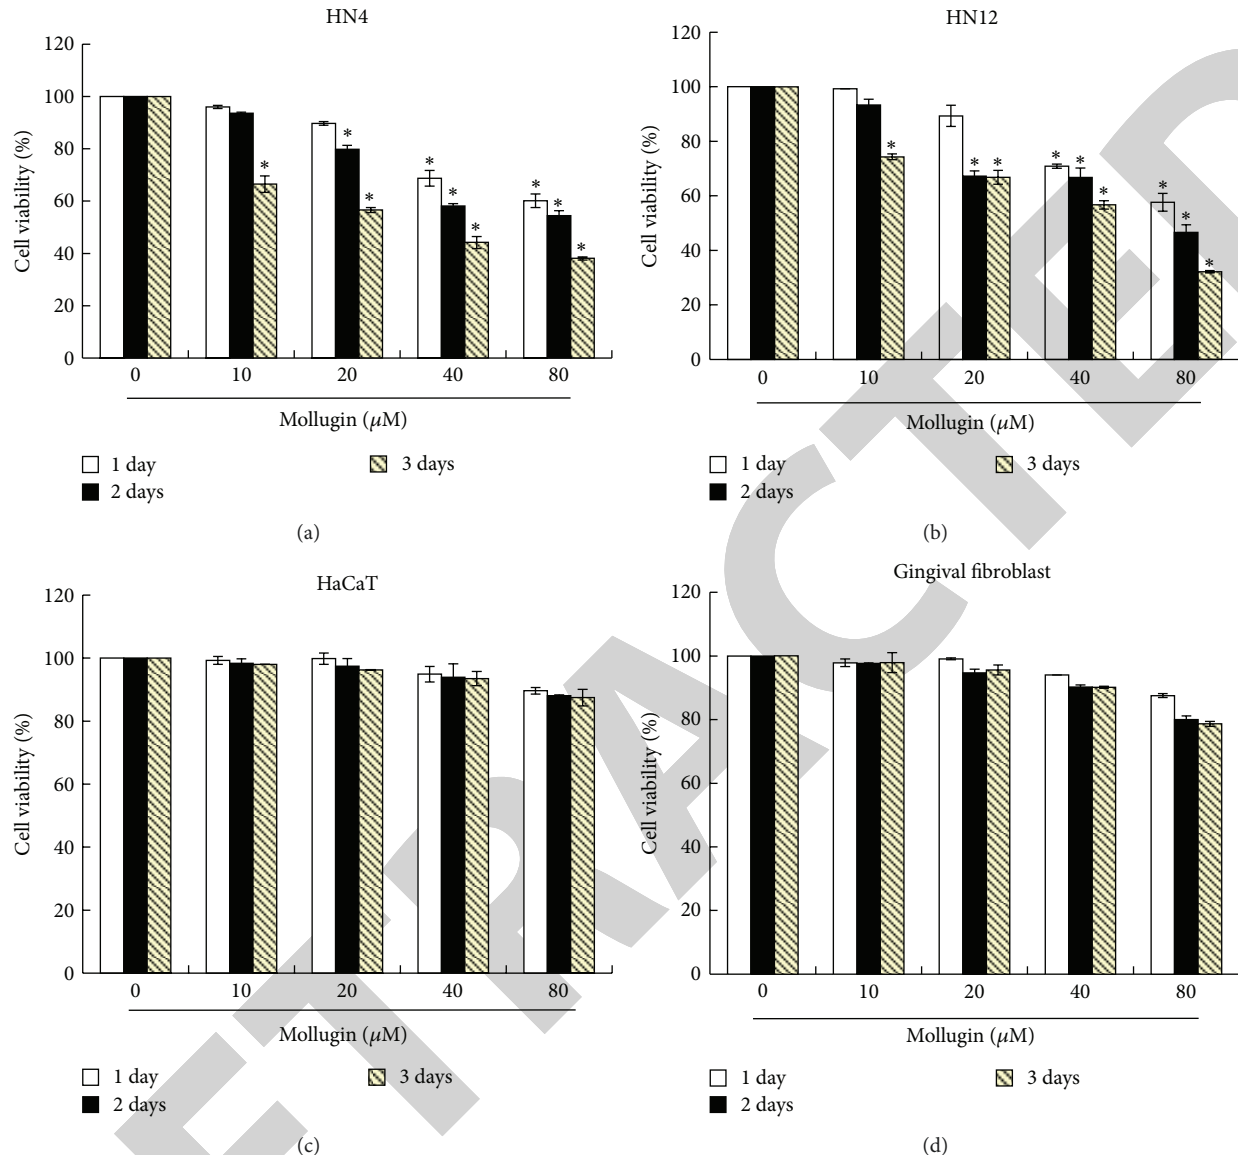 HN4
120
100
80
60
40
20
0
Cell viability (%)
* * * * * * * * *
0 10 20 40 80
Mollugin (μM)
1 day
2 days
3 days
(a)
HN12
120
100
80
60
40
20
0
Cell viability (%)
* * * * * * * * *
0 10 20 40 80
Mollugin (μM)
1 day
2 days
3 days
(b)
HaCaT
120
100
80
60
40
20
0
Cell viability (%)
0 10 20 40 80
Mollugin (μM)
1 day
2 days
3 days
(c)
Gingival fibroblast
120
100
80
60
40
20
0
Cell viability (%)
0 10 20 40 80
Mollugin (μM)
1 day
2 days
3 days
(d)
ETRACTED